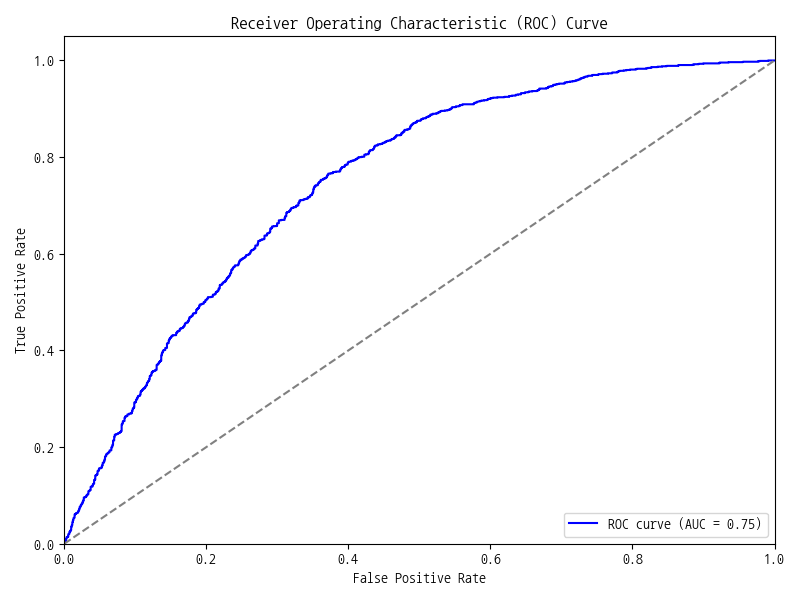 Receiver Operating Characteristic (ROC) Curve
True Positive Rate
1.0
0.8
0.6
0.4
0.2
0.0
0.0 0.2 0.4 0.6 0.8 1.0
False Positive Rate
ROC curve (AUC = 0.75)